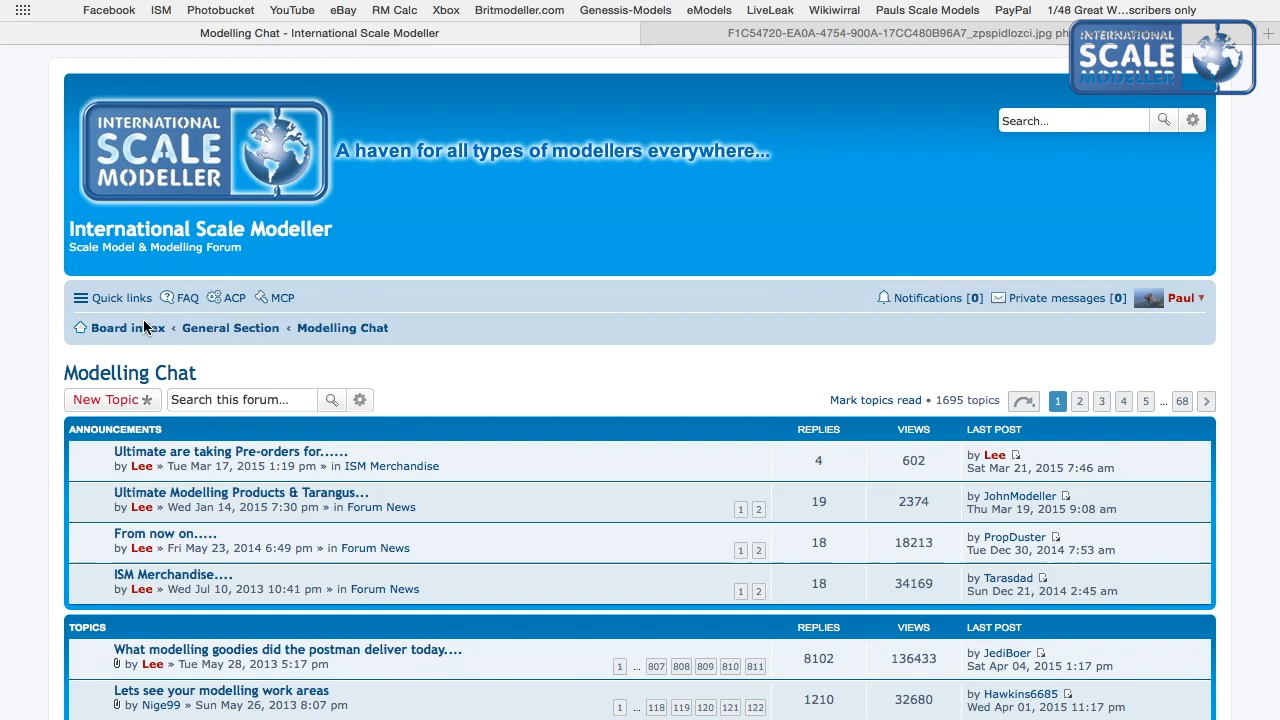 Facebook ISM Photobucket YouTube eBay RM Calc Xbox Britmodeller.com Genessis-Models eModels LiveLeak Wikiwirral Pauls Scale Models PayPal 1/48 Great W...scribers only
Modelling Chat - International Scale Modeller
F1C54720-EA0A-4754-900A-17CC480B96A7_zpspidlozci.jpg
INTERNATIONAL
SCALE
MODELLER
INTERNATIONAL
SCALE
MODELLER
A haven for all types of modellers everywhere...
Search...
International Scale Modeller
Scale Model & Modelling Forum
Quick links FAQ ACP MCP Notifications [0] Private messages [0] Paul
Board index ‹ General Section ‹ Modelling Chat
Modelling Chat
New Topic Search this forum... Mark topics read • 1695 topics 1 2 3 4 5 ... 68
ANNOUNCEMENTS REPLIES VIEWS LAST POST
Ultimate are taking Pre-orders for......
by Lee » Tue Mar 17, 2015 1:19 pm » in ISM Merchandise 4 602 by Lee
Sat Mar 21, 2015 7:46 am
Ultimate Modelling Products & Tarangus...
by Lee » Wed Jan 14, 2015 7:30 pm » in Forum News 1 2 19 2374 by JohnModeller
Thu Mar 19, 2015 9:08 am
From now on.....
by Lee » Fri May 23, 2014 6:49 pm » in Forum News 1 2 18 18213 by PropDuster
Tue Dec 30, 2014 7:53 am
ISM Merchandise....
by Lee » Wed Jul 10, 2013 10:41 pm » in Forum News 1 2 18 34169 by Tarasdad
Sun Dec 21, 2014 2:45 am
TOPICS REPLIES VIEWS LAST POST
What modelling goodies did the postman deliver today....
by Lee » Tue May 28, 2013 5:17 pm 1 ... 807 808 809 810 811 8102 136433 by JediBoer
Sat Apr 04, 2015 1:17 pm
Lets see your modelling work areas
by Nige99 » Sun May 26, 2013 8:07 pm 1 ... 118 119 120 121 122 1210 32680 by Hawkins6685
Wed Apr 01, 2015 11:17 pm